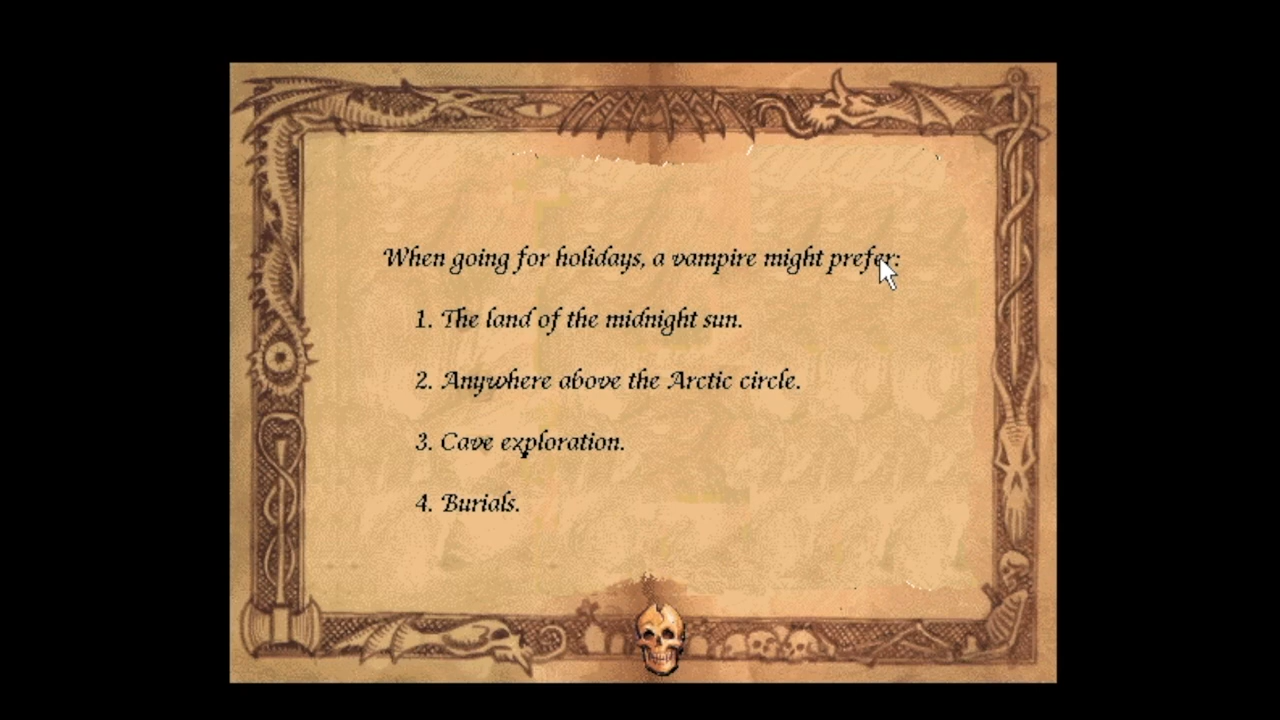 When going for holidays, a vampire might prefer:
1. The land of the midnight sun.
2. Anywhere above the Arctic circle.
3. Cave exploration.
4. Burials.